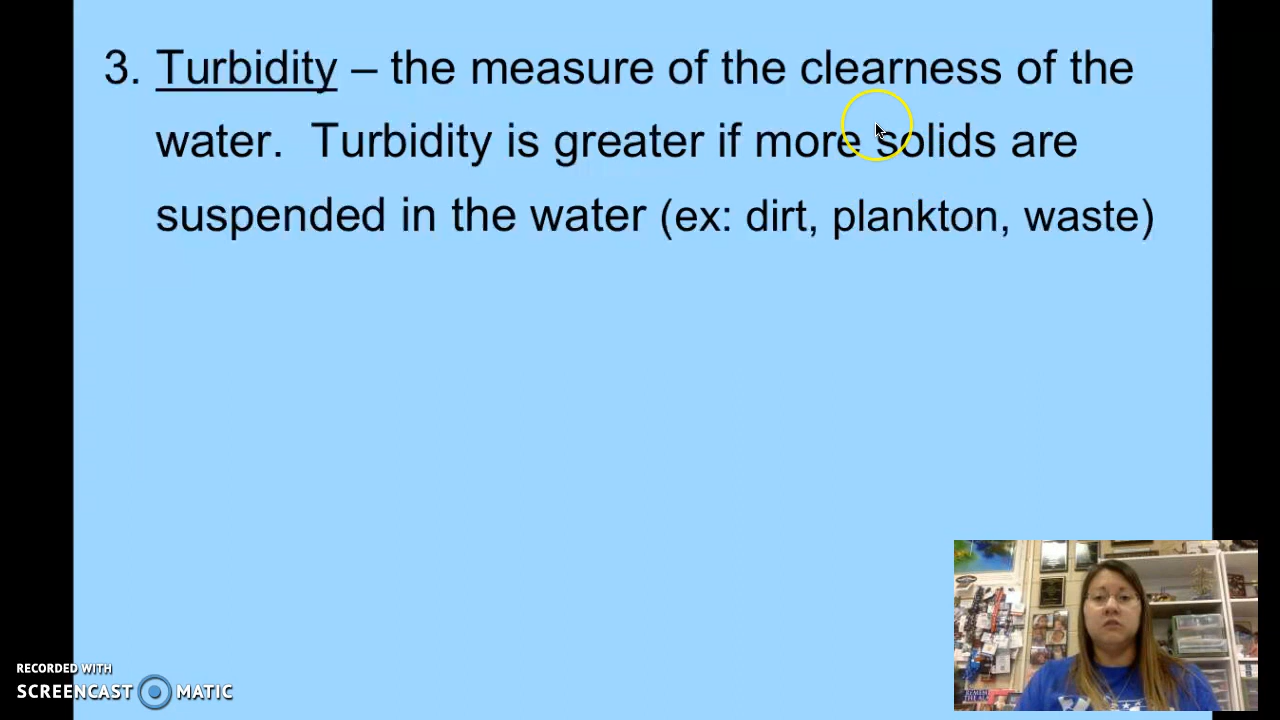 3. Turbidity – the measure of the clearness of the
water. Turbidity is greater if more solids are
suspended in the water (ex: dirt, plankton, waste)
RECORDED WITH
SCREENCAST MATIC